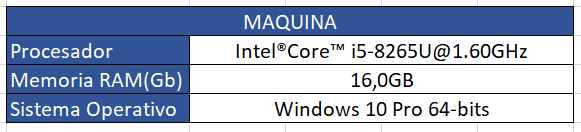 MAQUINA
Procesador Intel®Core™ i5-8265U@1.60GHz
Memoria RAM(Gb) 16,0GB
Sistema Operativo Windows 10 Pro 64-bits